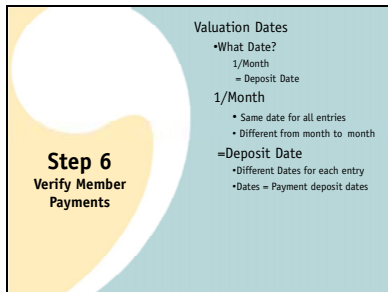 Step 6
Verify Member
Payments
Valuation Dates
•What Date?
1/Month
= Deposit Date
1/Month
• Same date for all entries
• Different from month to month
=Deposit Date
•Different Dates for each entry
•Dates = Payment deposit dates